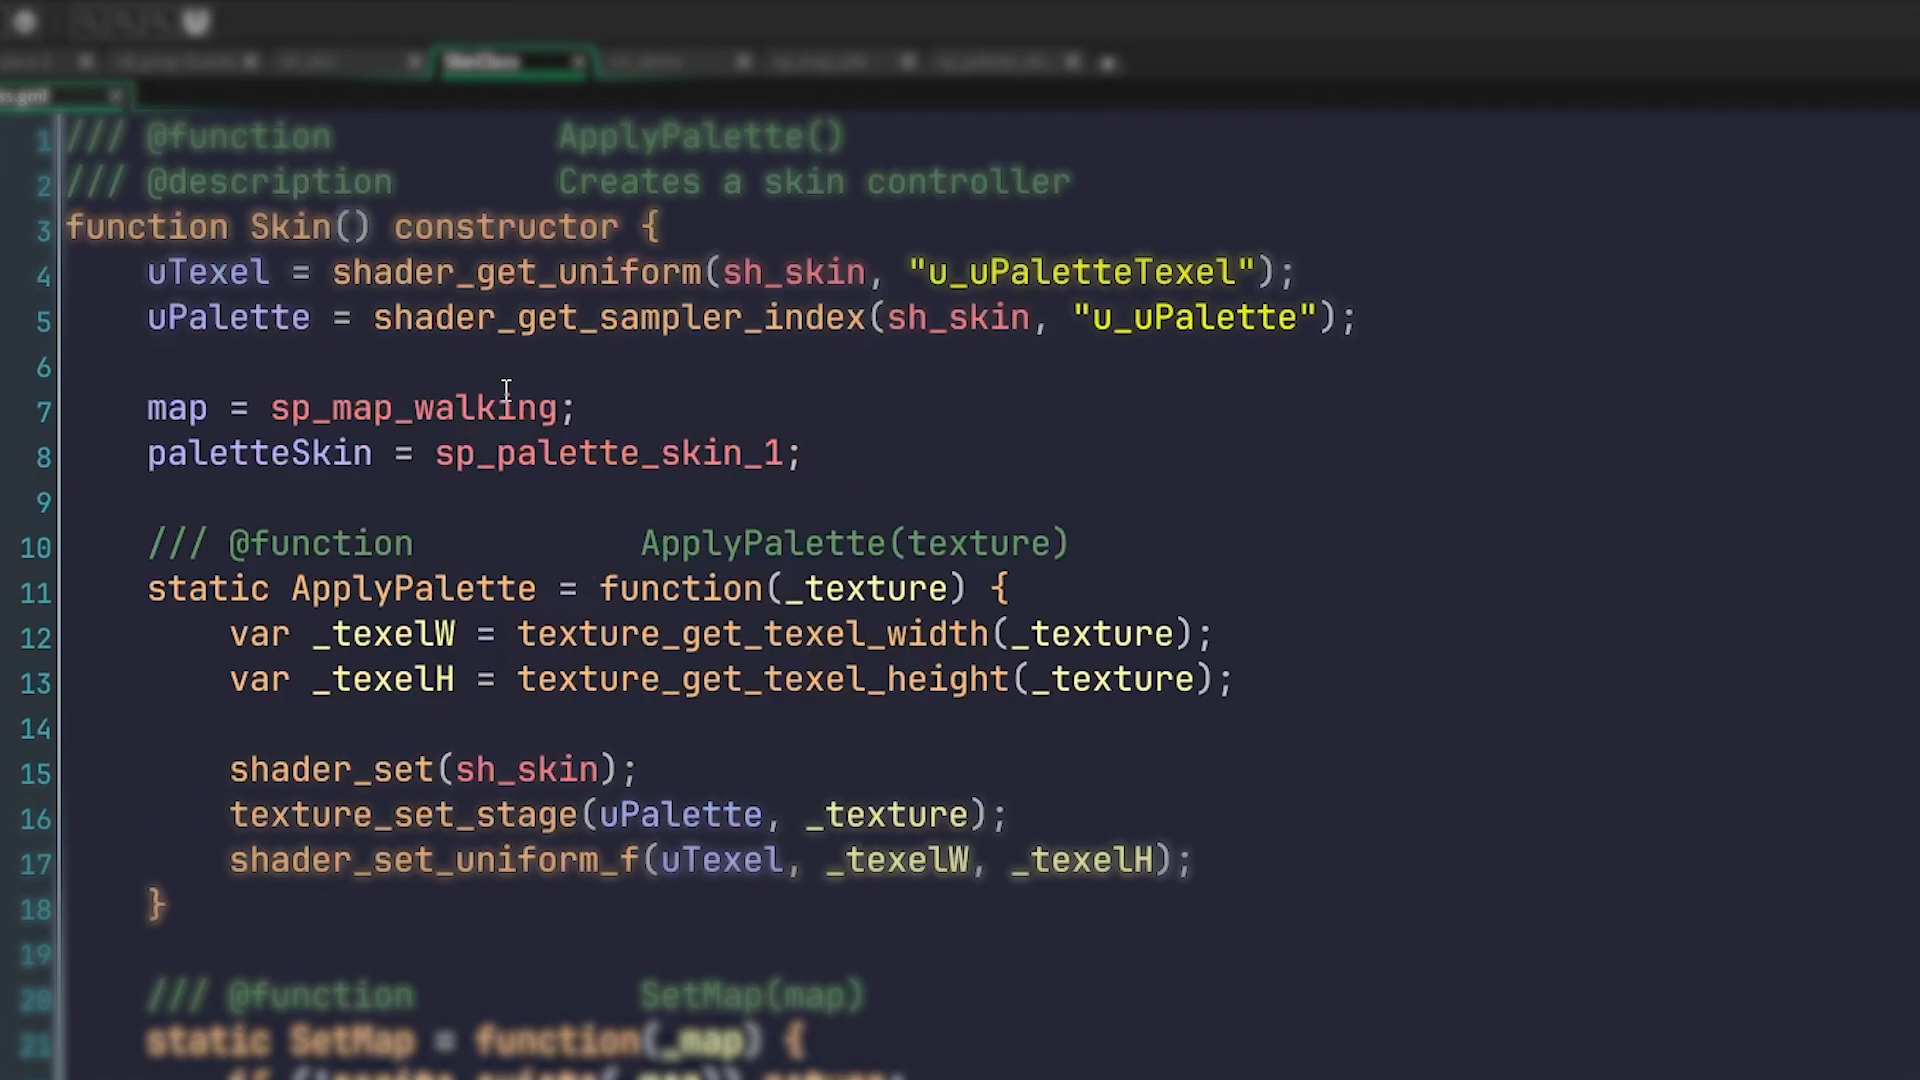 SkinClass
ss.gml
1 /// @function ApplyPalette()
2 /// @description Creates a skin controller
3 function Skin() constructor {
4 uTexel = shader_get_uniform(sh_skin, "u_uPaletteTexel");
5 uPalette = shader_get_sampler_index(sh_skin, "u_uPalette");
6
7 map = sp_map_walking;
8 paletteSkin = sp_palette_skin_1;
9
10 /// @function ApplyPalette(texture)
11 static ApplyPalette = function(_texture) {
12 var _texelW = texture_get_texel_width(_texture);
13 var _texelH = texture_get_texel_height(_texture);
14
15 shader_set(sh_skin);
16 texture_set_stage(uPalette, _texture);
17 shader_set_uniform_f(uTexel, _texelW, _texelH);
18 }
19
20 /// @function SetMap(map)
21 static SetMap = function(_map) {